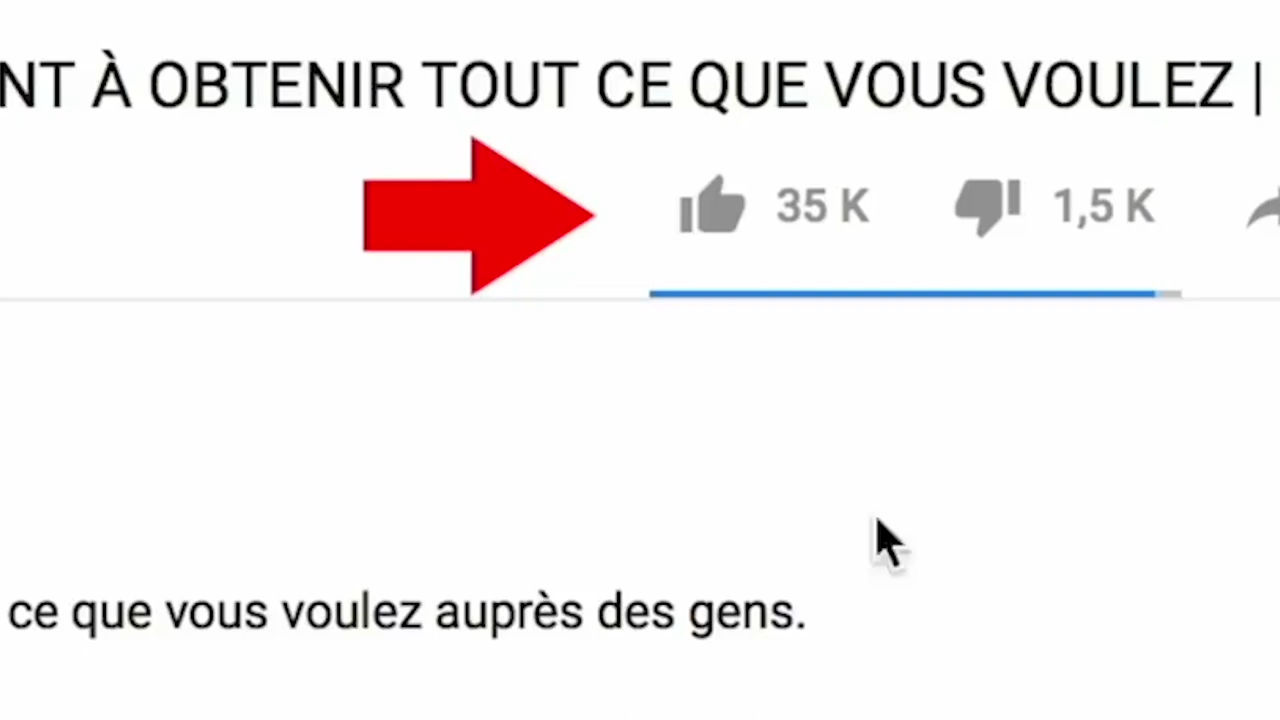 NT À OBTENIR TOUT CE QUE VOUS VOULEZ |
35 K 1,5 K
ce que vous voulez auprès des gens.